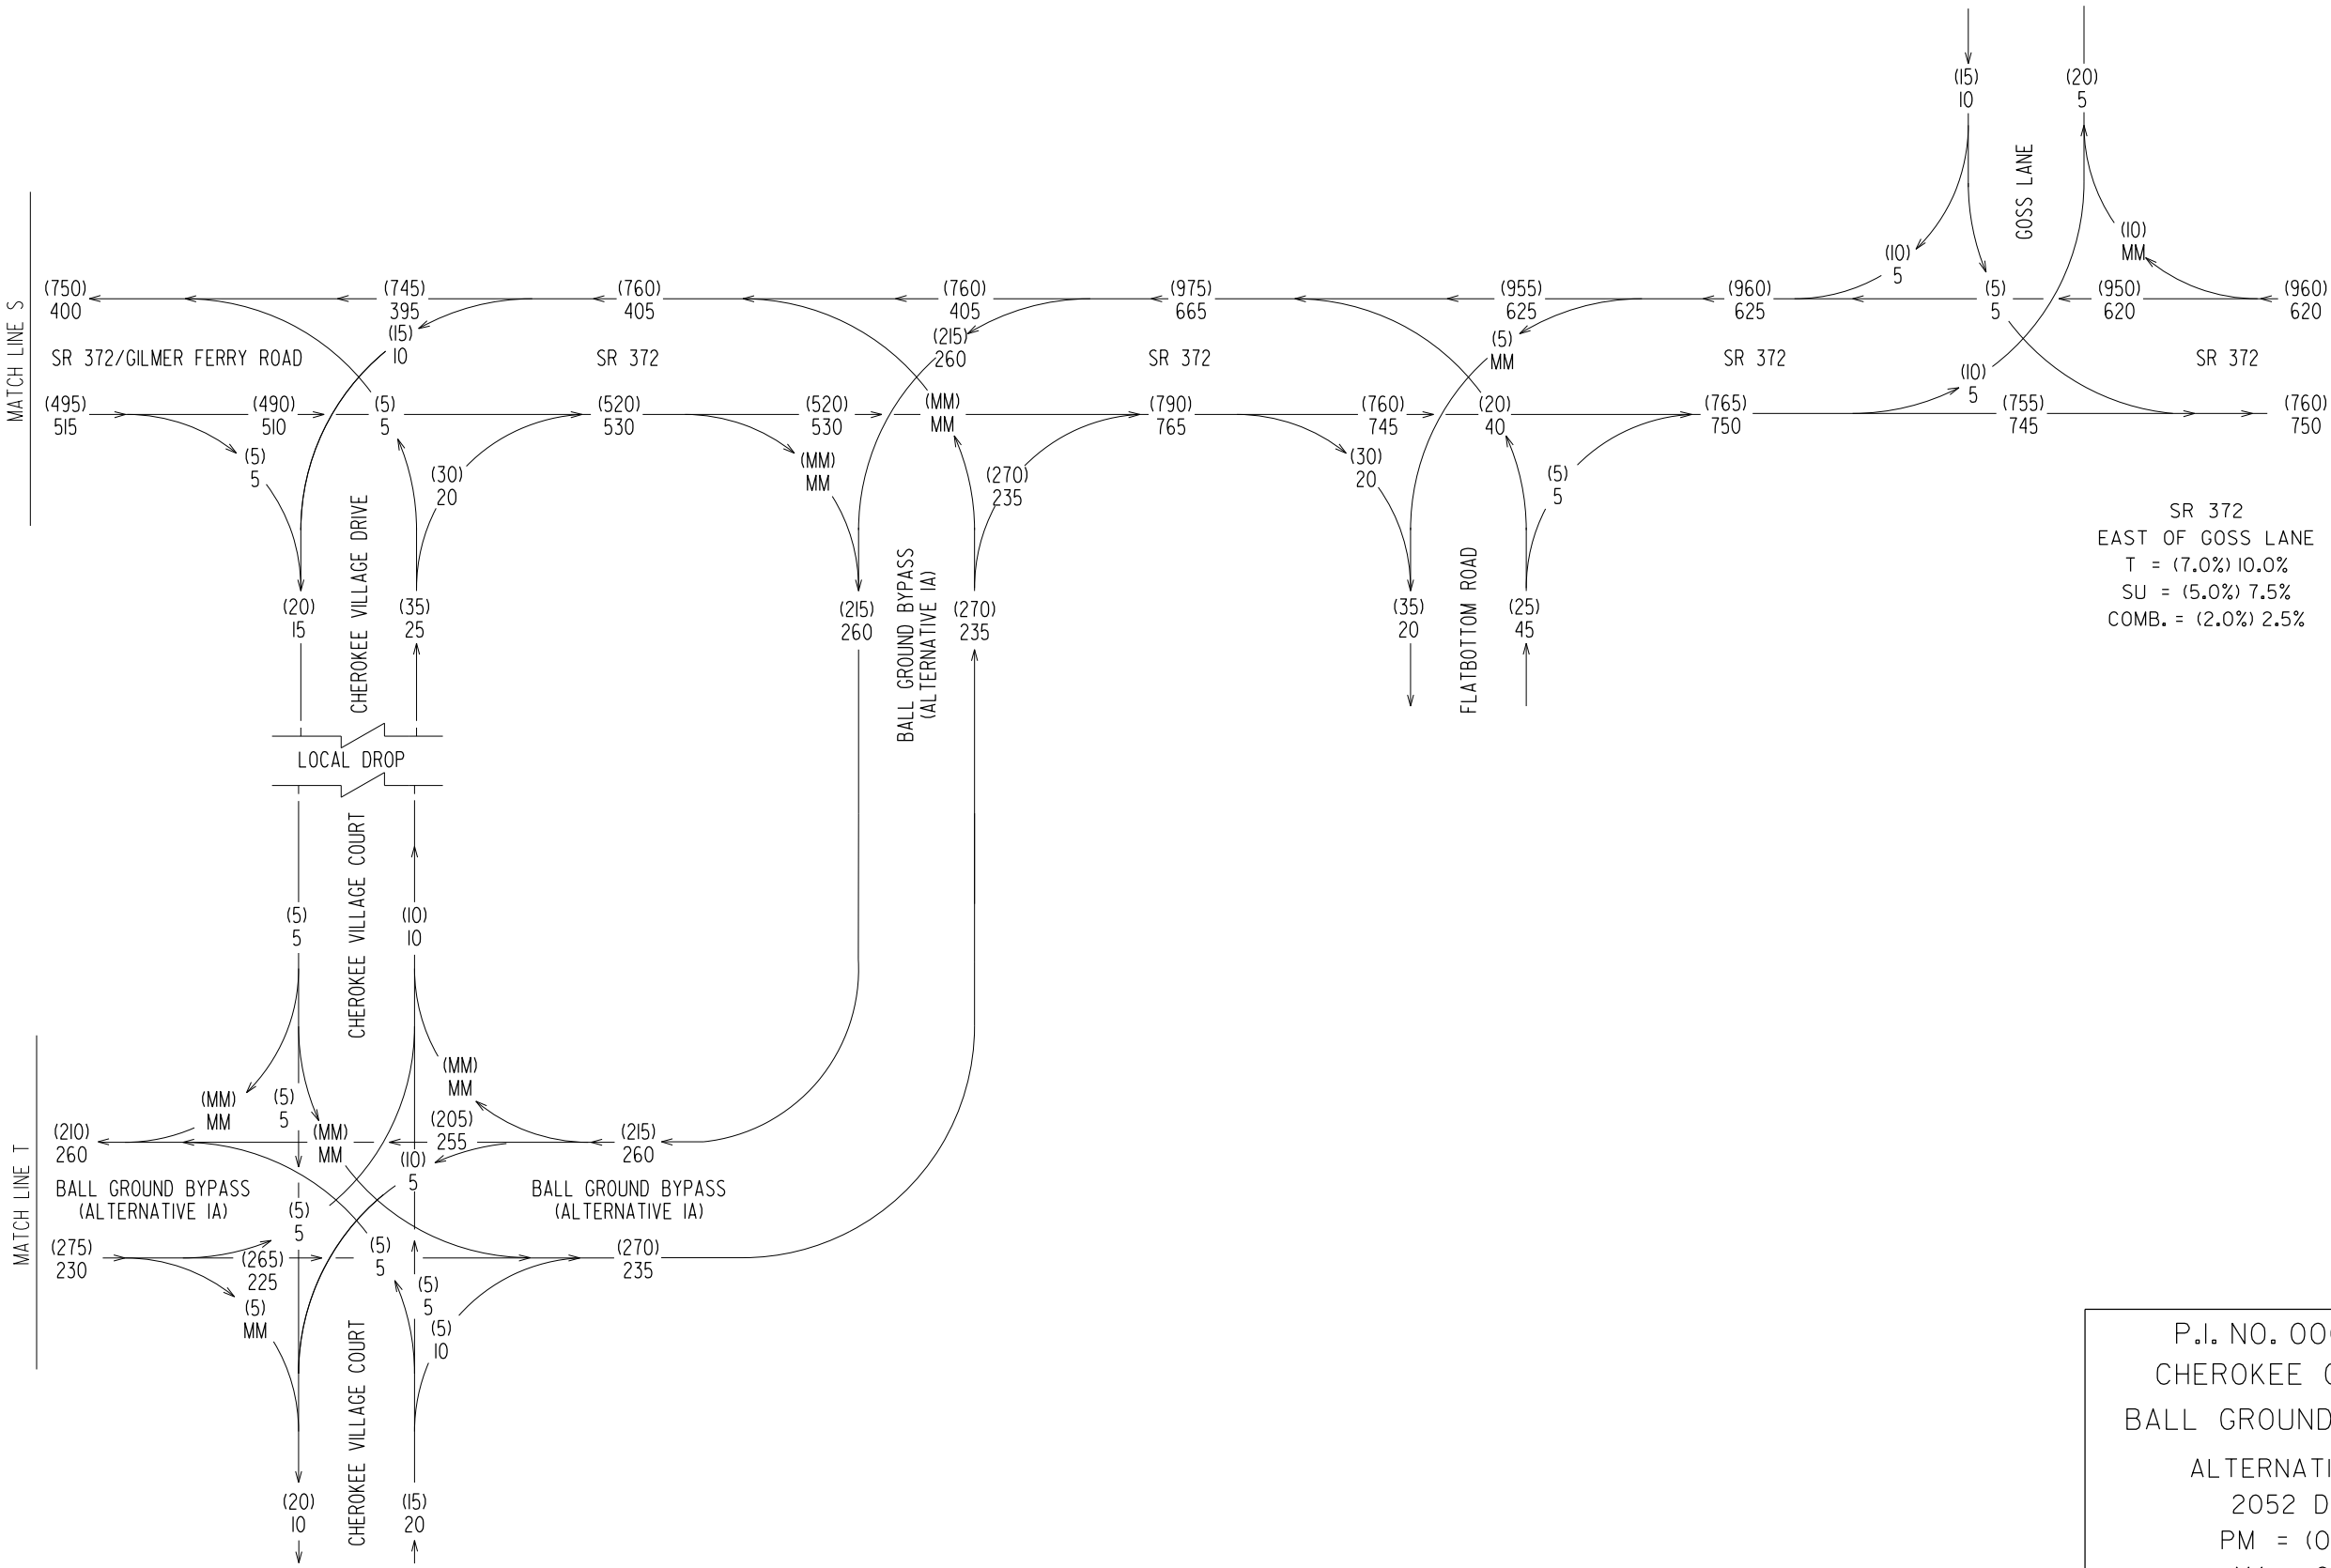 (15)
10
(20)
5
GOSS LANE
(10)
MM
(10)
5
MATCH LINE S
(750)
400
(745)
395
(760)
405
(760)
405
(975)
665
(955)
625
(960)
625
(5)
5
(950)
620
(960)
620
(15)
10
(215)
260
(5)
MM
SR 372/GILMER FERRY ROAD
SR 372
SR 372
SR 372
SR 372
(495)
515
(490)
510
(5)
5
(520)
530
(520)
530
(MM)
MM
(790)
765
(760)
745
(20)
40
(765)
750
(10)
5
(755)
745
(760)
750
(5)
5
(30)
20
(MM)
MM
(270)
235
(30)
20
(5)
5
SR 372
EAST OF GOSS LANE
T = (7.0%) 10.0%
SU = (5.0%) 7.5%
COMB. = (2.0%) 2.5%
CHEROKEE VILLAGE DRIVE
BALL GROUND BYPASS
(ALTERNATIVE 1A)
FLATBOTTOM ROAD
(20)
15
(35)
25
(215)
260
(270)
235
(35)
20
(25)
45
LOCAL DROP
CHEROKEE VILLAGE COURT
(5)
5
(10)
10
(MM)
MM
(MM)
MM
(5)
5
MATCH LINE T
(210)
260
(MM)
MM
(205)
255
(215)
260
(10)
5
BALL GROUND BYPASS
(ALTERNATIVE 1A)
BALL GROUND BYPASS
(ALTERNATIVE 1A)
(5)
5
(275)
230
(265)
225
(5)
5
(270)
235
(5)
MM
(5)
5
(5)
10
CHEROKEE VILLAGE COURT
(20)
10
(15)
20
P.I. NO.
CHEROKEE
BALL GROUND
2052
PM =